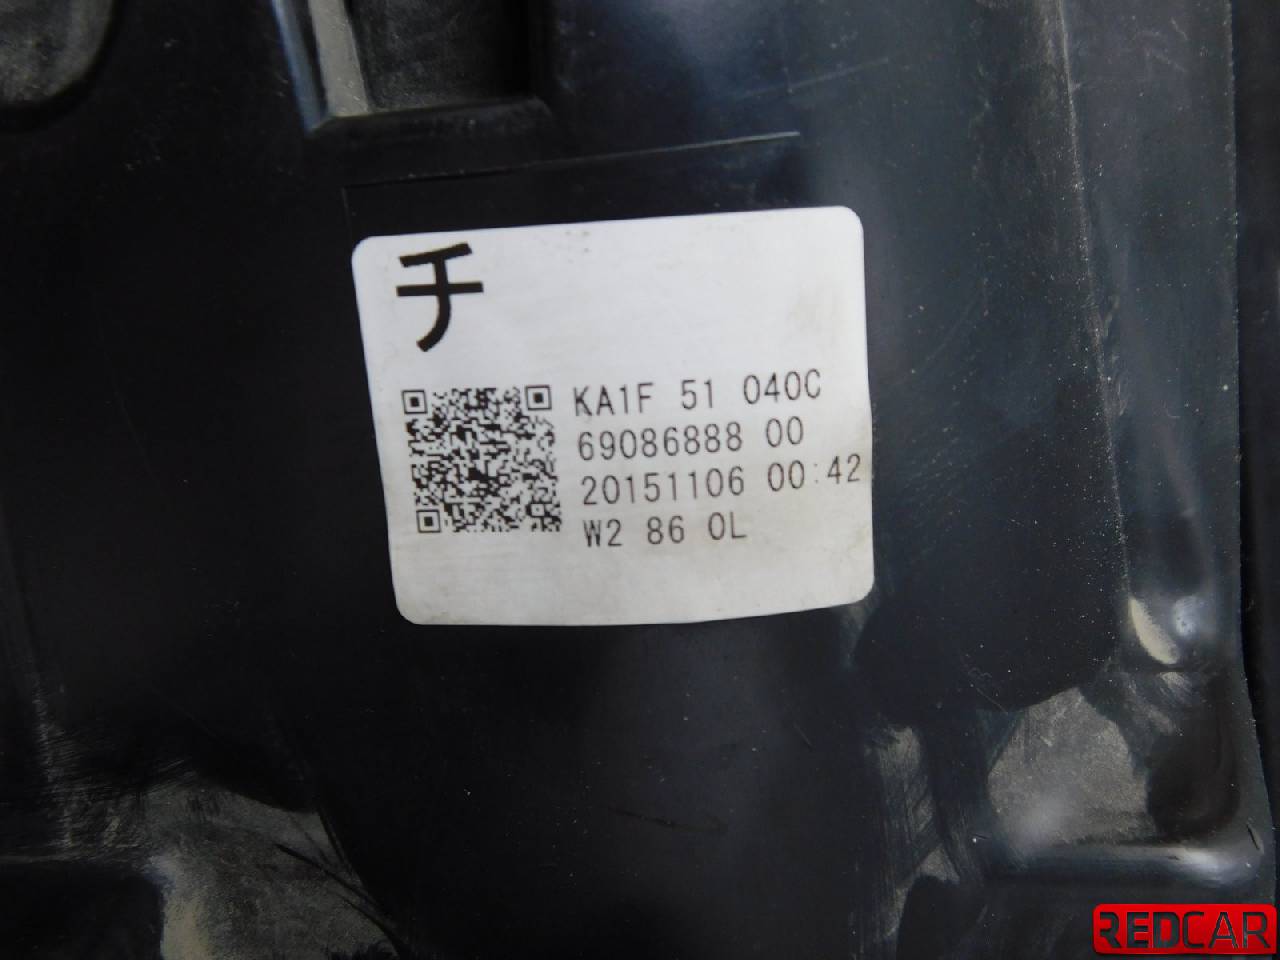 チ
KA1F 51 040C
69086888 00
20151106 00:42
W2 86 0L
REDCAR